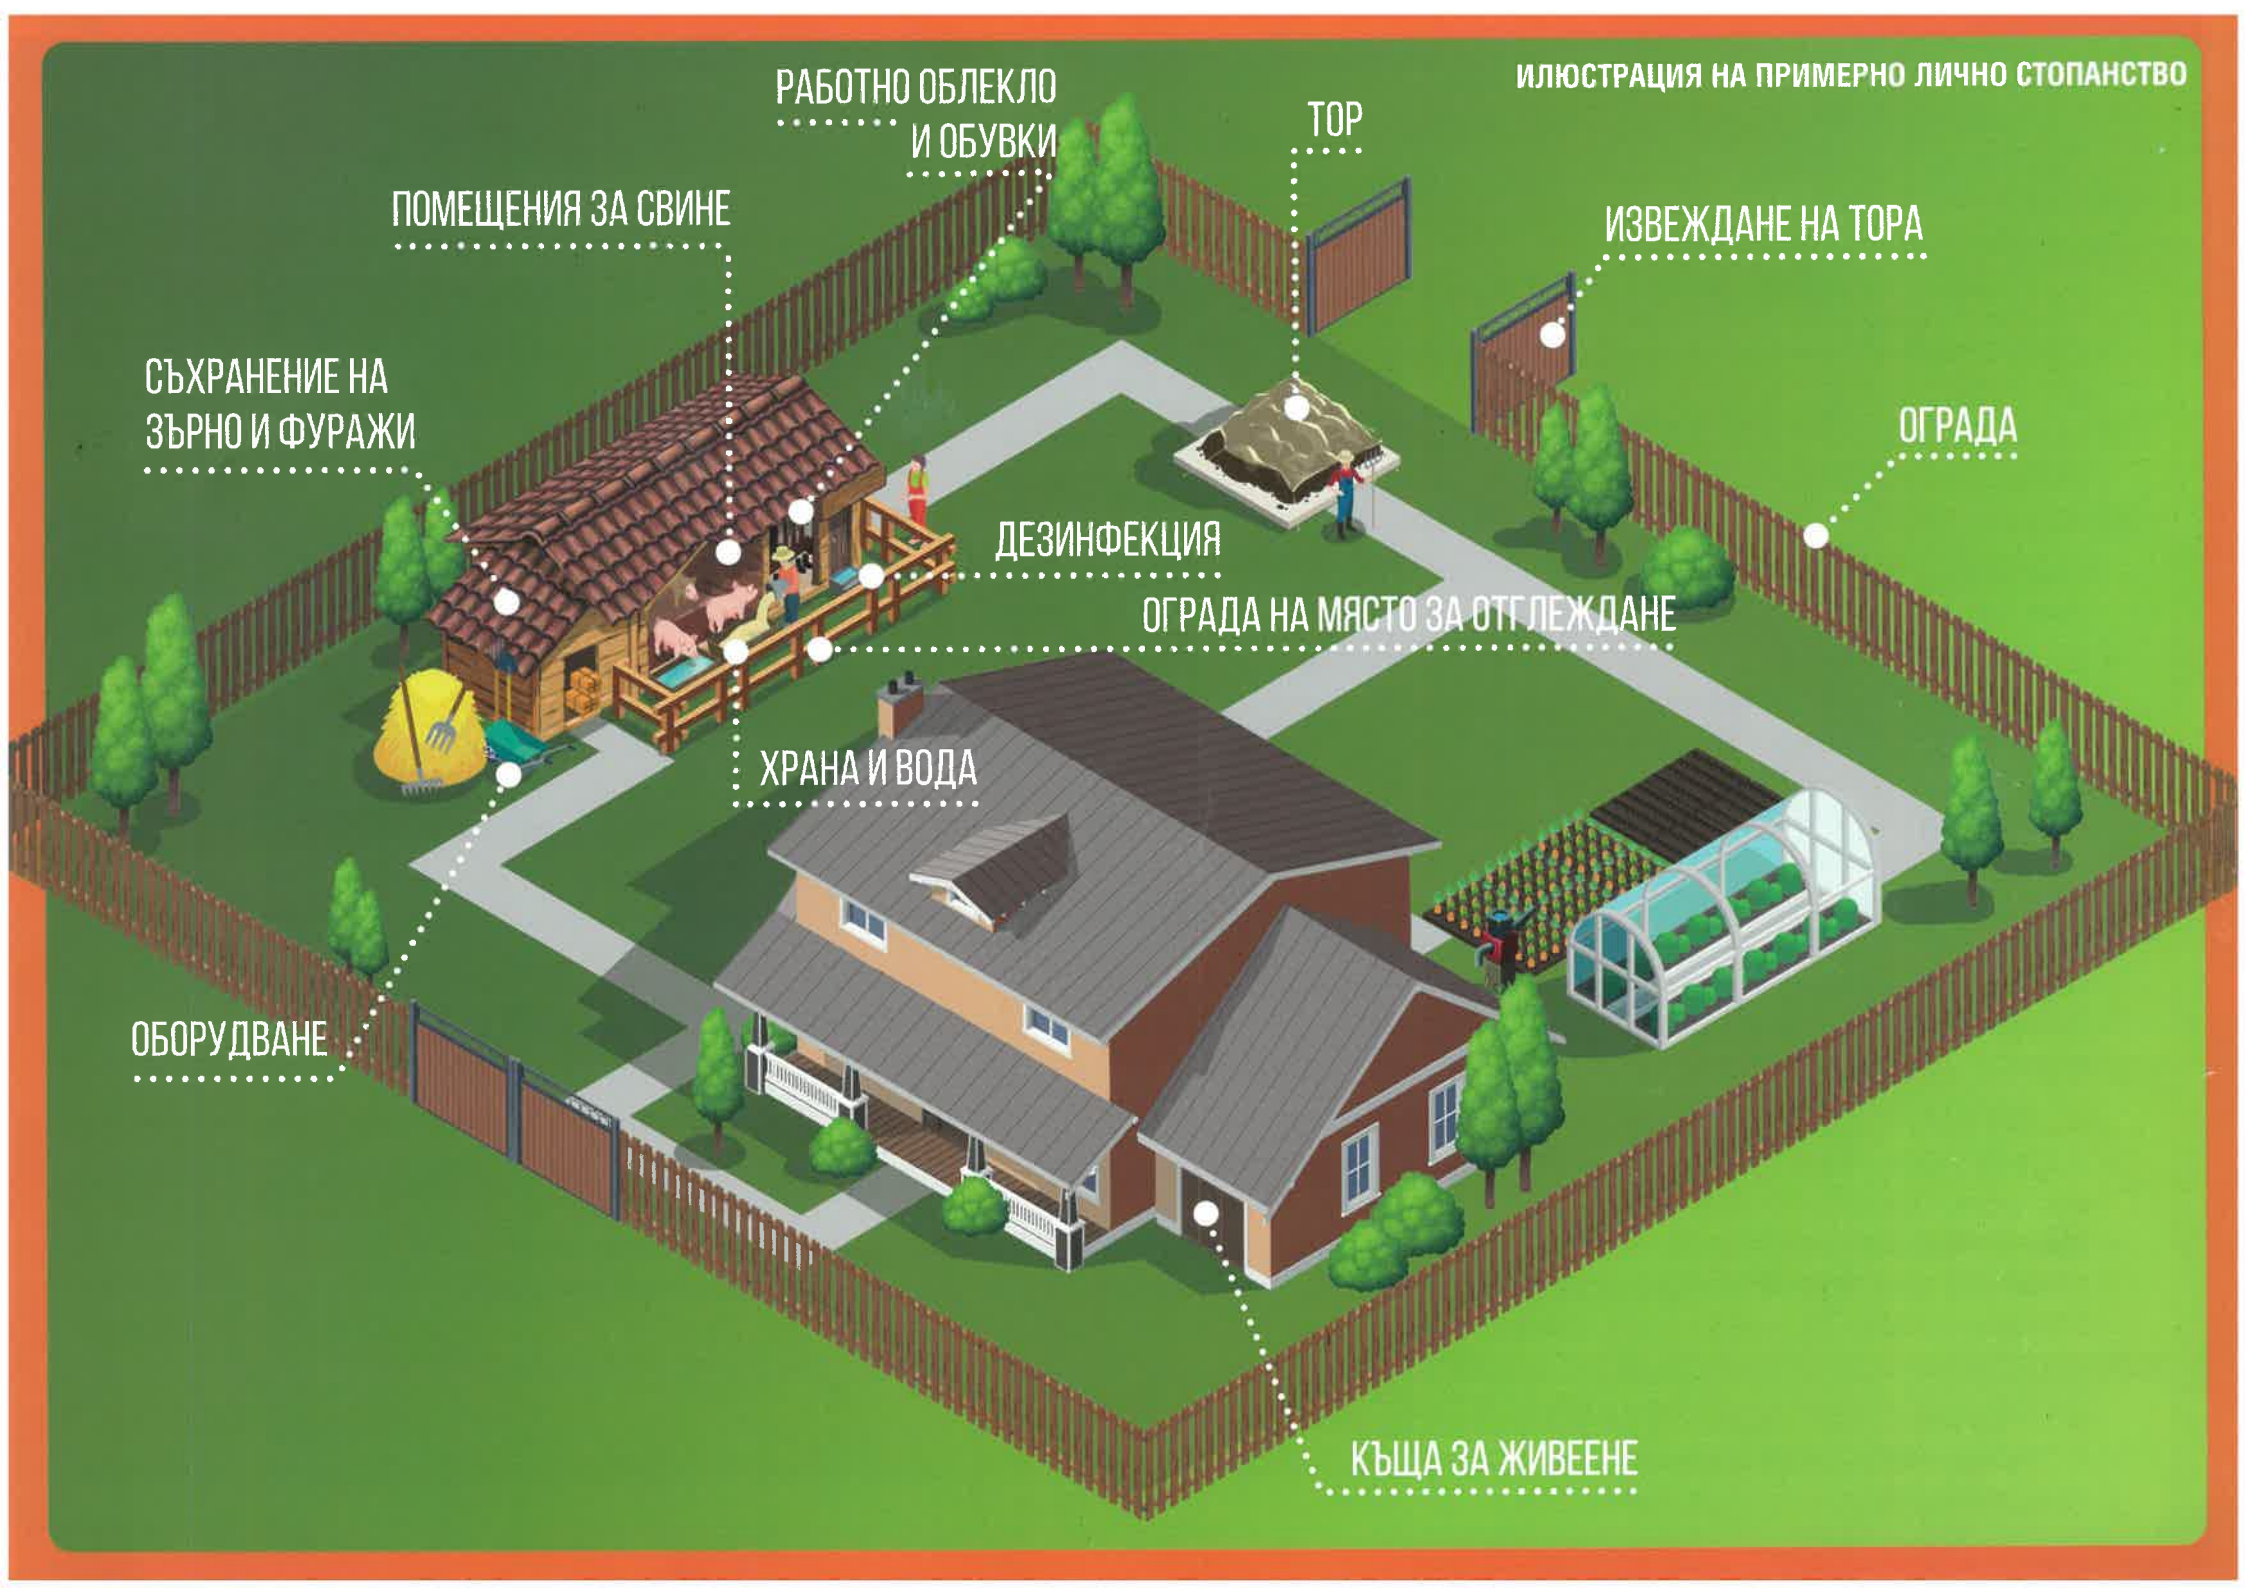 ИЛЮСТРАЦИЯ НА ПРИМЕРНО ЛИЧНО СТОПАНСТВО
РАБОТНО ОБЛЕКЛО
И ОБУВКИ
ТОР
ПОМЕЩЕНИЯ ЗА СВИНЕ
ИЗВЕЖДАНЕ НА ТОРА
СЪХРАНЕНИЕ НА
ЗЪРНО И ФУРАЖИ
ОГРАДА
ДЕЗИНФЕКЦИЯ
ОГРАДА НА МЯСТО ЗА ОТГЛЕЖДАНЕ
ХРАНА И ВОДА
ОБОРУДВАНЕ
КЪЩА ЗА ЖИВЕЕНЕ